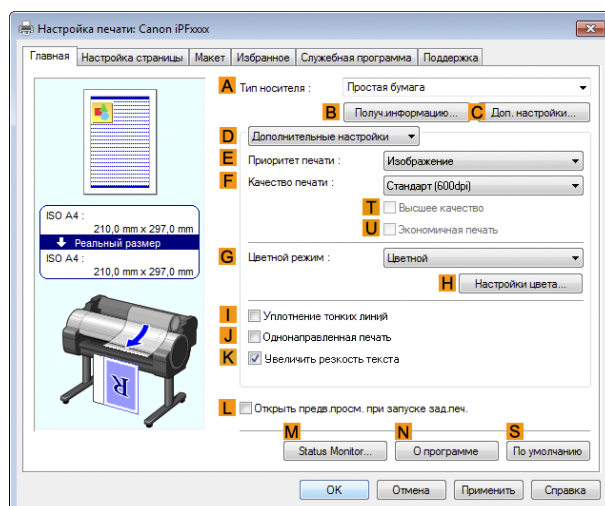 Настройка печати: Canon iPFxxxx
Главная Настройка страницы Макет Избранное Служебная программа Поддержка
A Тип носителя : Простая бумага
B Получ.информацию... C Доп. настройки...
D Дополнительные настройки
E Приоритет печати : Изображение
F Качество печати : Стандарт (600dpi)
T Высшее качество
U Экономичная печать
ISO A4 :
210,0 mm x 297,0 mm
Реальный размер
ISO A4 :
210,0 mm x 297,0 mm
G Цветной режим : Цветной
H Настройки цвета...
I Уплотнение тонких линий
J Однонаправленная печать
K Увеличить резкость текста
R
L Открыть предв.просм. при запуске зад.печ.
M Status Monitor... N О программе S По умолчанию
OK Отмена Применить Справка